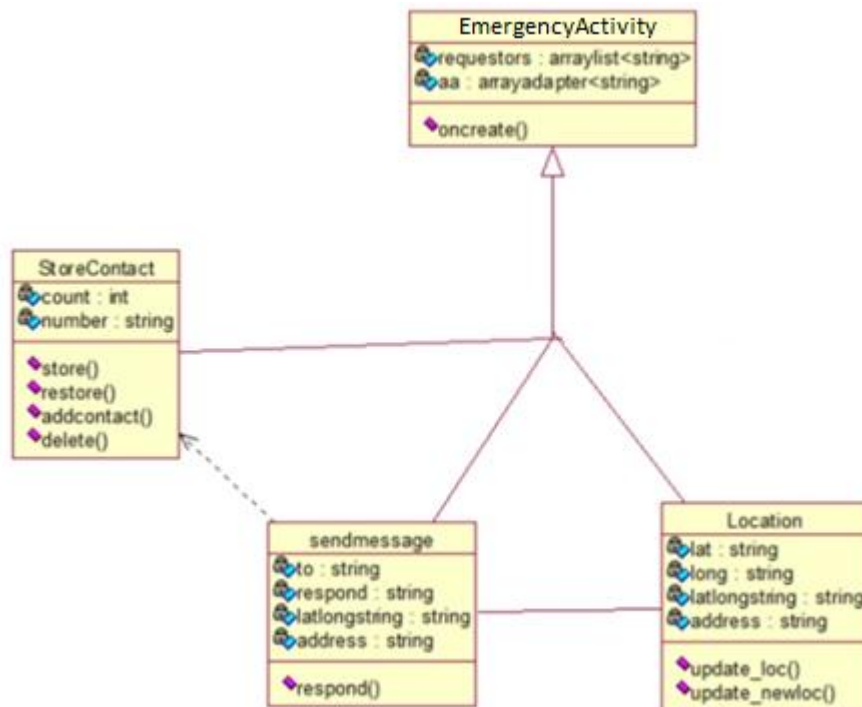 EmergencyActivity
requestors : arraylist<string>
aa : arrayadapter<string>
oncreate()
StoreContact
count : int
number : string
store()
restore()
addcontact()
delete()
sendmessage
to : string
respond : string
latlongstring : string
address : string
respond()
Location
lat : string
long : string
latlongstring : string
address : string
update_loc()
update_newloc()